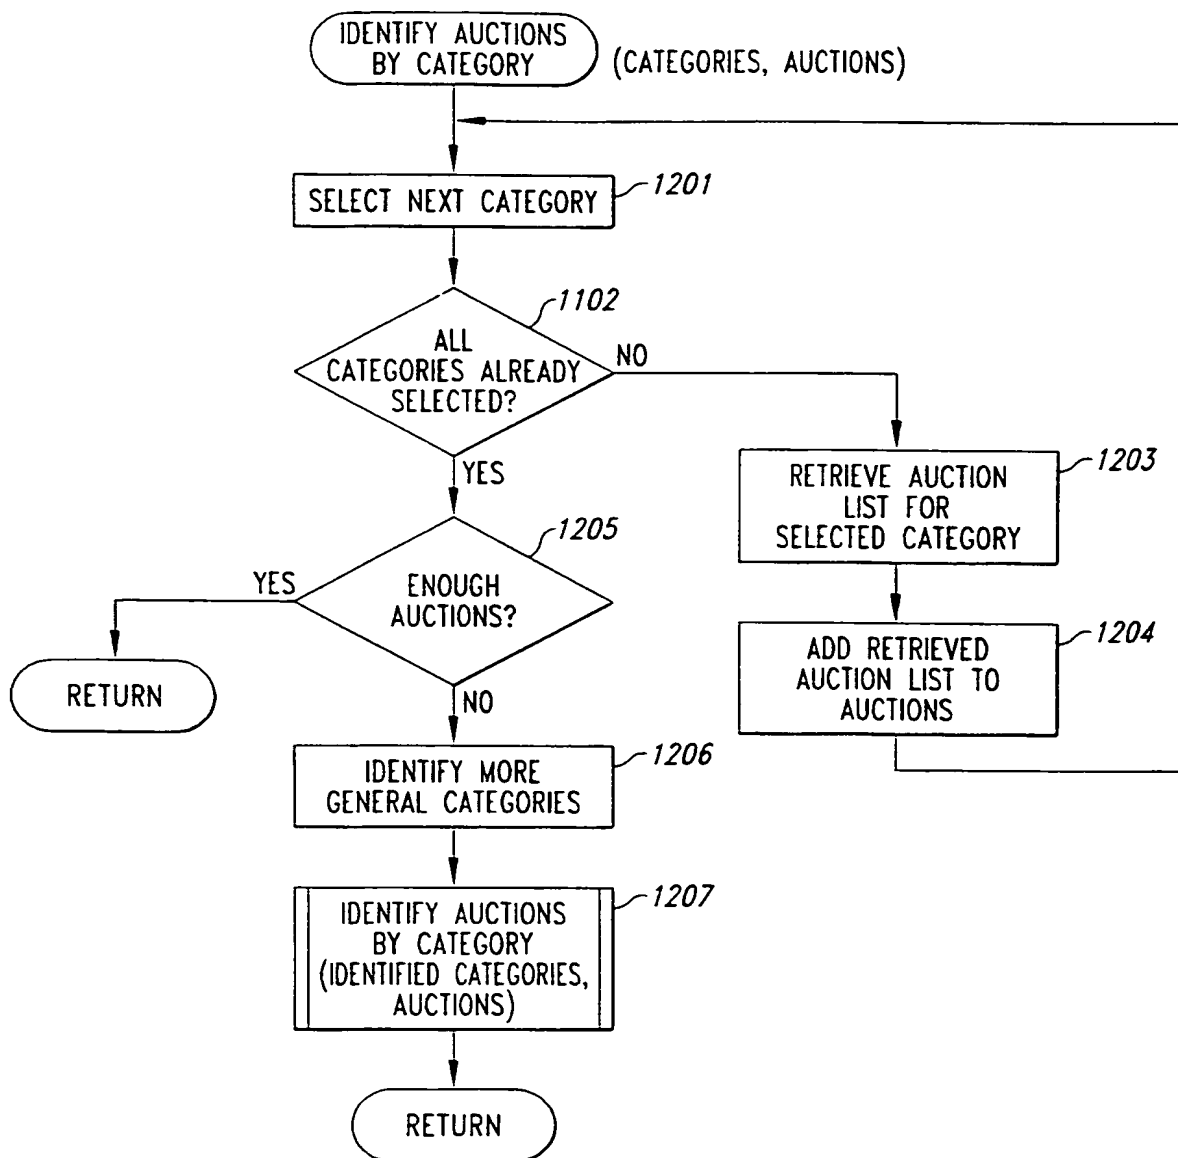 IDENTIFY AUCTIONS
BY CATEGORY
(CATEGORIES, AUCTIONS)
SELECT NEXT CATEGORY
1201
ALL
CATEGORIES ALREADY
SELECTED?
1102
NO
YES
RETRIEVE AUCTION
LIST FOR
SELECTED CATEGORY
1203
ENOUGH
AUCTIONS?
1205
YES
NO
RETURN
ADD RETRIEVED
AUCTION LIST TO
AUCTIONS
1204
IDENTIFY MORE
GENERAL CATEGORIES
1206
IDENTIFY AUCTIONS
BY CATEGORY
(IDENTIFIED CATEGORIES,
AUCTIONS)
1207
RETURN